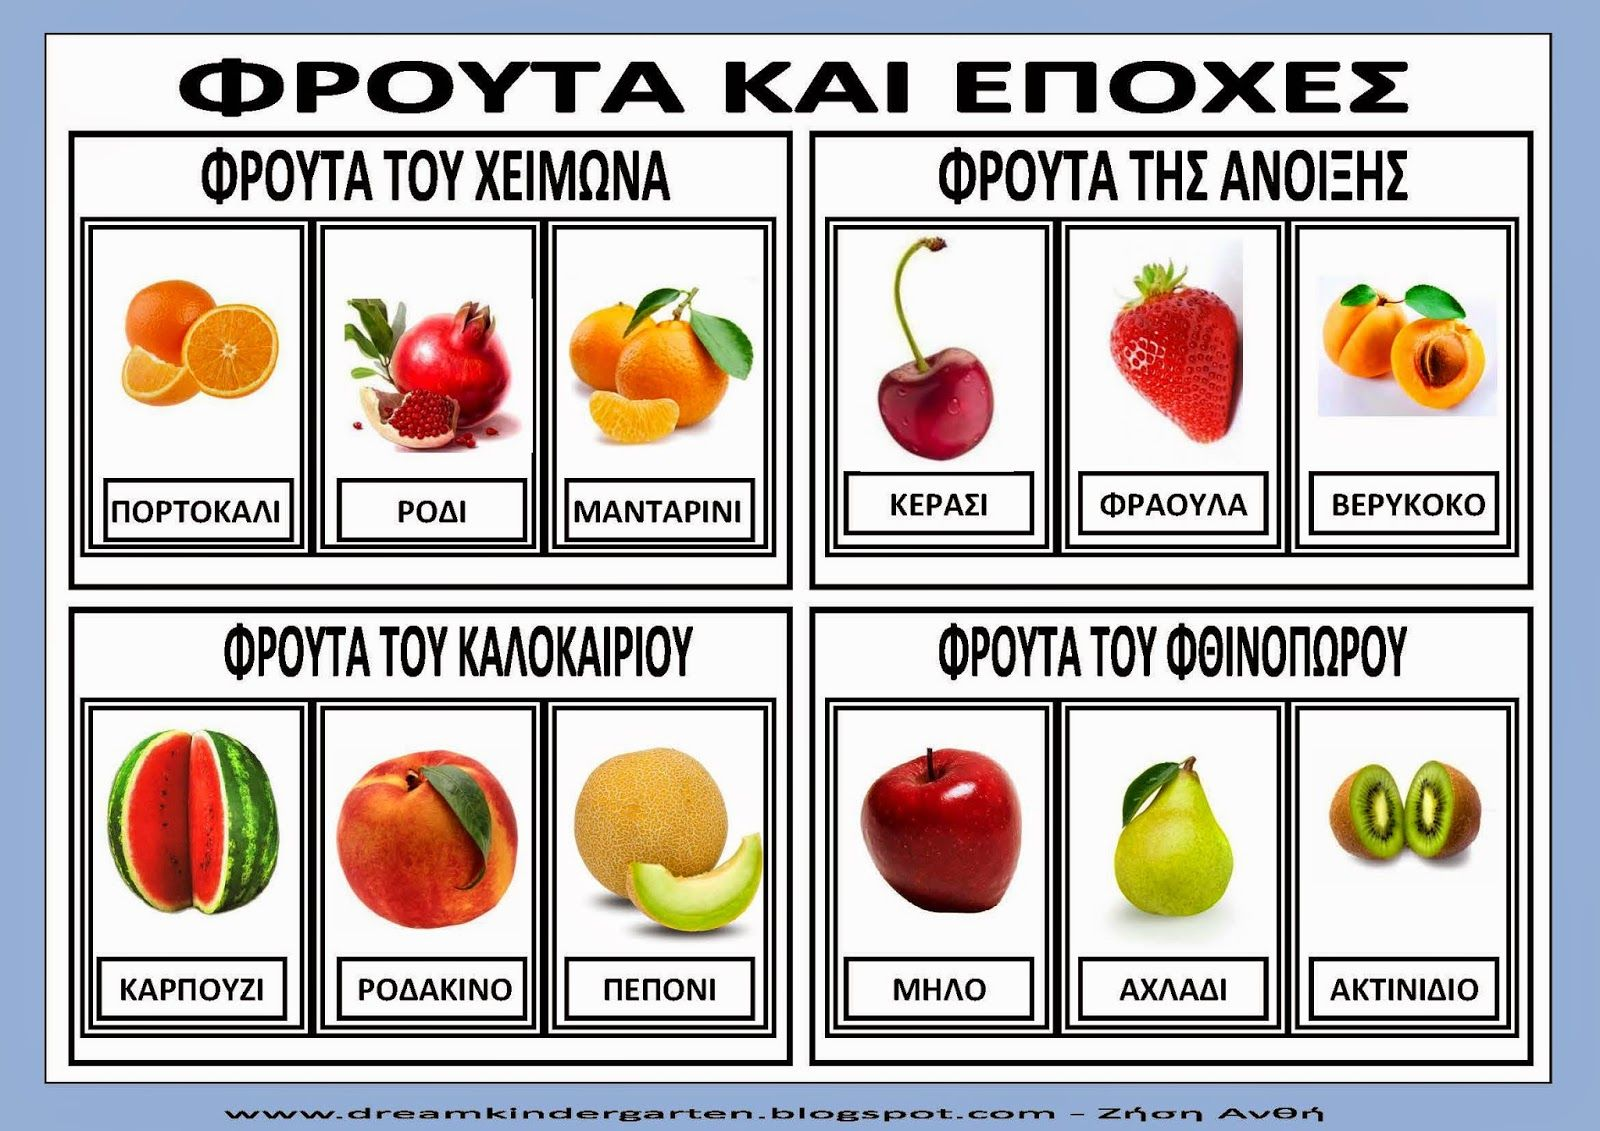 ΦΡΟΥΤΑ ΚΑΙ ΕΠΟΧΕΣ
ΦΡΟΥΤΑ ΤΟΥ ΧΕΙΜΩΝΑ
ΠΟΡΤΟΚΑΛΙ
ΡΟΔΙ
ΜΑΝΤΑΡΙΝΙ
ΦΡΟΥΤΑ ΤΗΣ ΑΝΟΙΞΗΣ
ΚΕΡΑΣΙ
ΦΡΑΟΥΛΑ
ΒΕΡΥΚΟΚΟ
ΦΡΟΥΤΑ ΤΟΥ ΚΑΛΟΚΑΙΡΙΟΥ
ΚΑΡΠΟΥΖΙ
ΡΟΔΑΚΙΝΟ
ΠΕΠΟΝΙ
ΦΡΟΥΤΑ ΤΟΥ ΦΘΙΝΟΠΩΡΟΥ
ΜΗΛΟ
ΑΧΛΑΔΙ
ΑΚΤΙΝΙΔΙΟ
www.dreamkindergarten.blogspot.com - Ζήση Ανθή